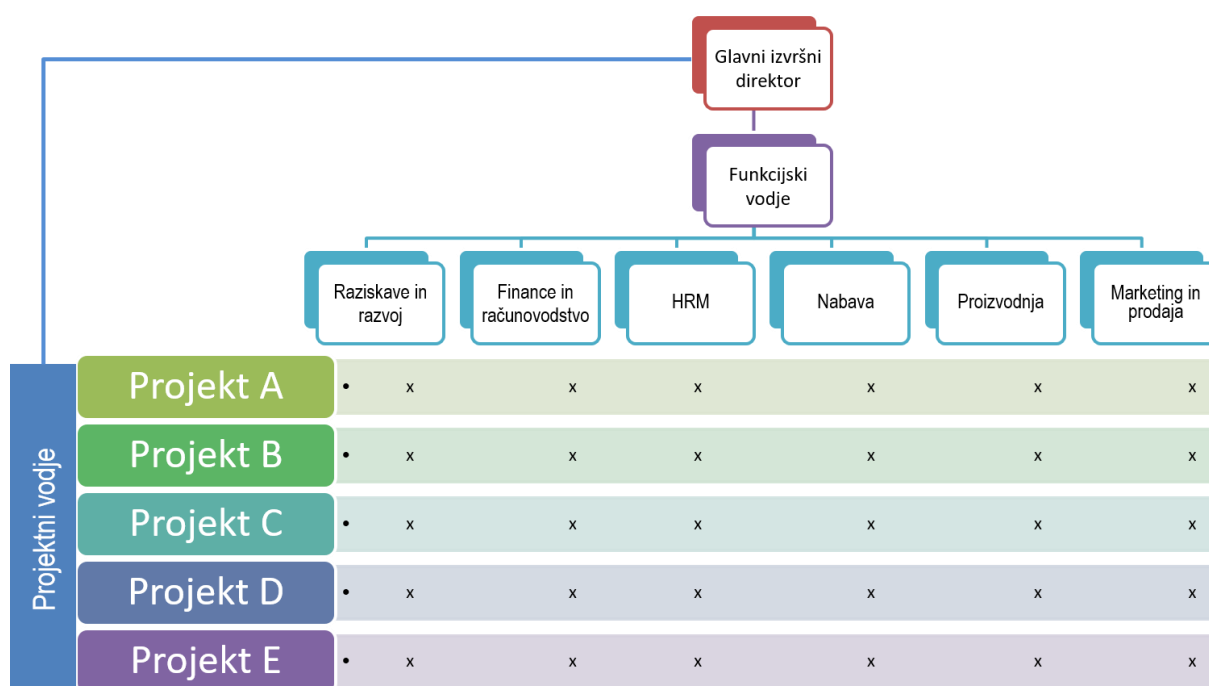 Glavni izvršni
direktor
Funkcijski
vodje
Raziskave in
razvoj
Finance in
računovodstvo
HRM
Nabava
Proizvodnja
Marketing in
prodaja
Projektni vodje
Projekt A
• x x x x x x
Projekt B
• x x x x x x
Projekt C
• x x x x x x
Projekt D
• x x x x x x
Projekt E
• x x x x x x